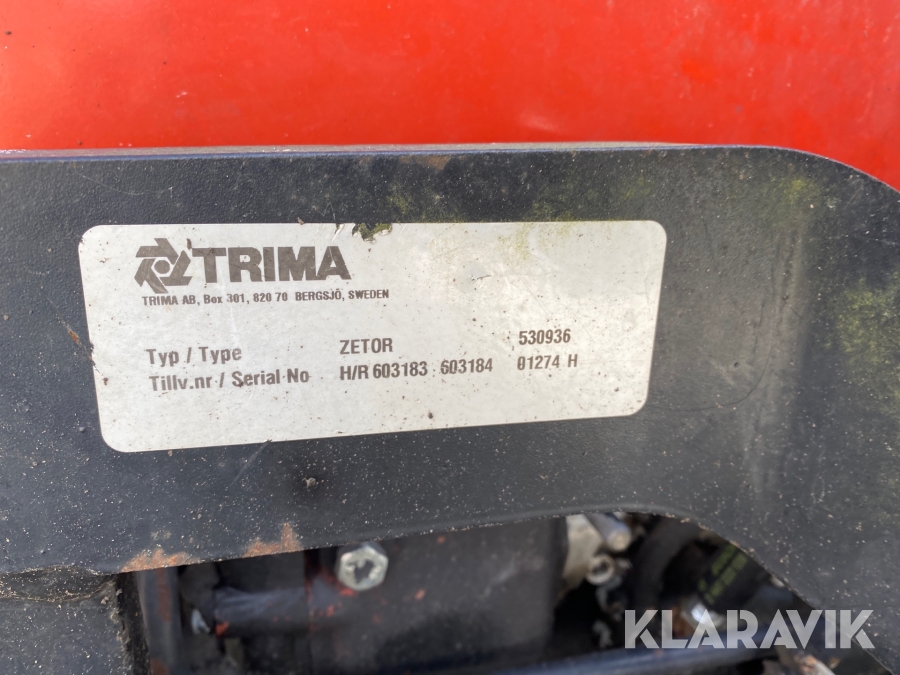 TRIMA
TRIMA AB, Box 301, 820 70 BERGSJÖ, SWEDEN
Typ / Type ZETOR 530936
Tillv.nr / Serial No H/R 603183 603184 01274 H
KLARAVIK